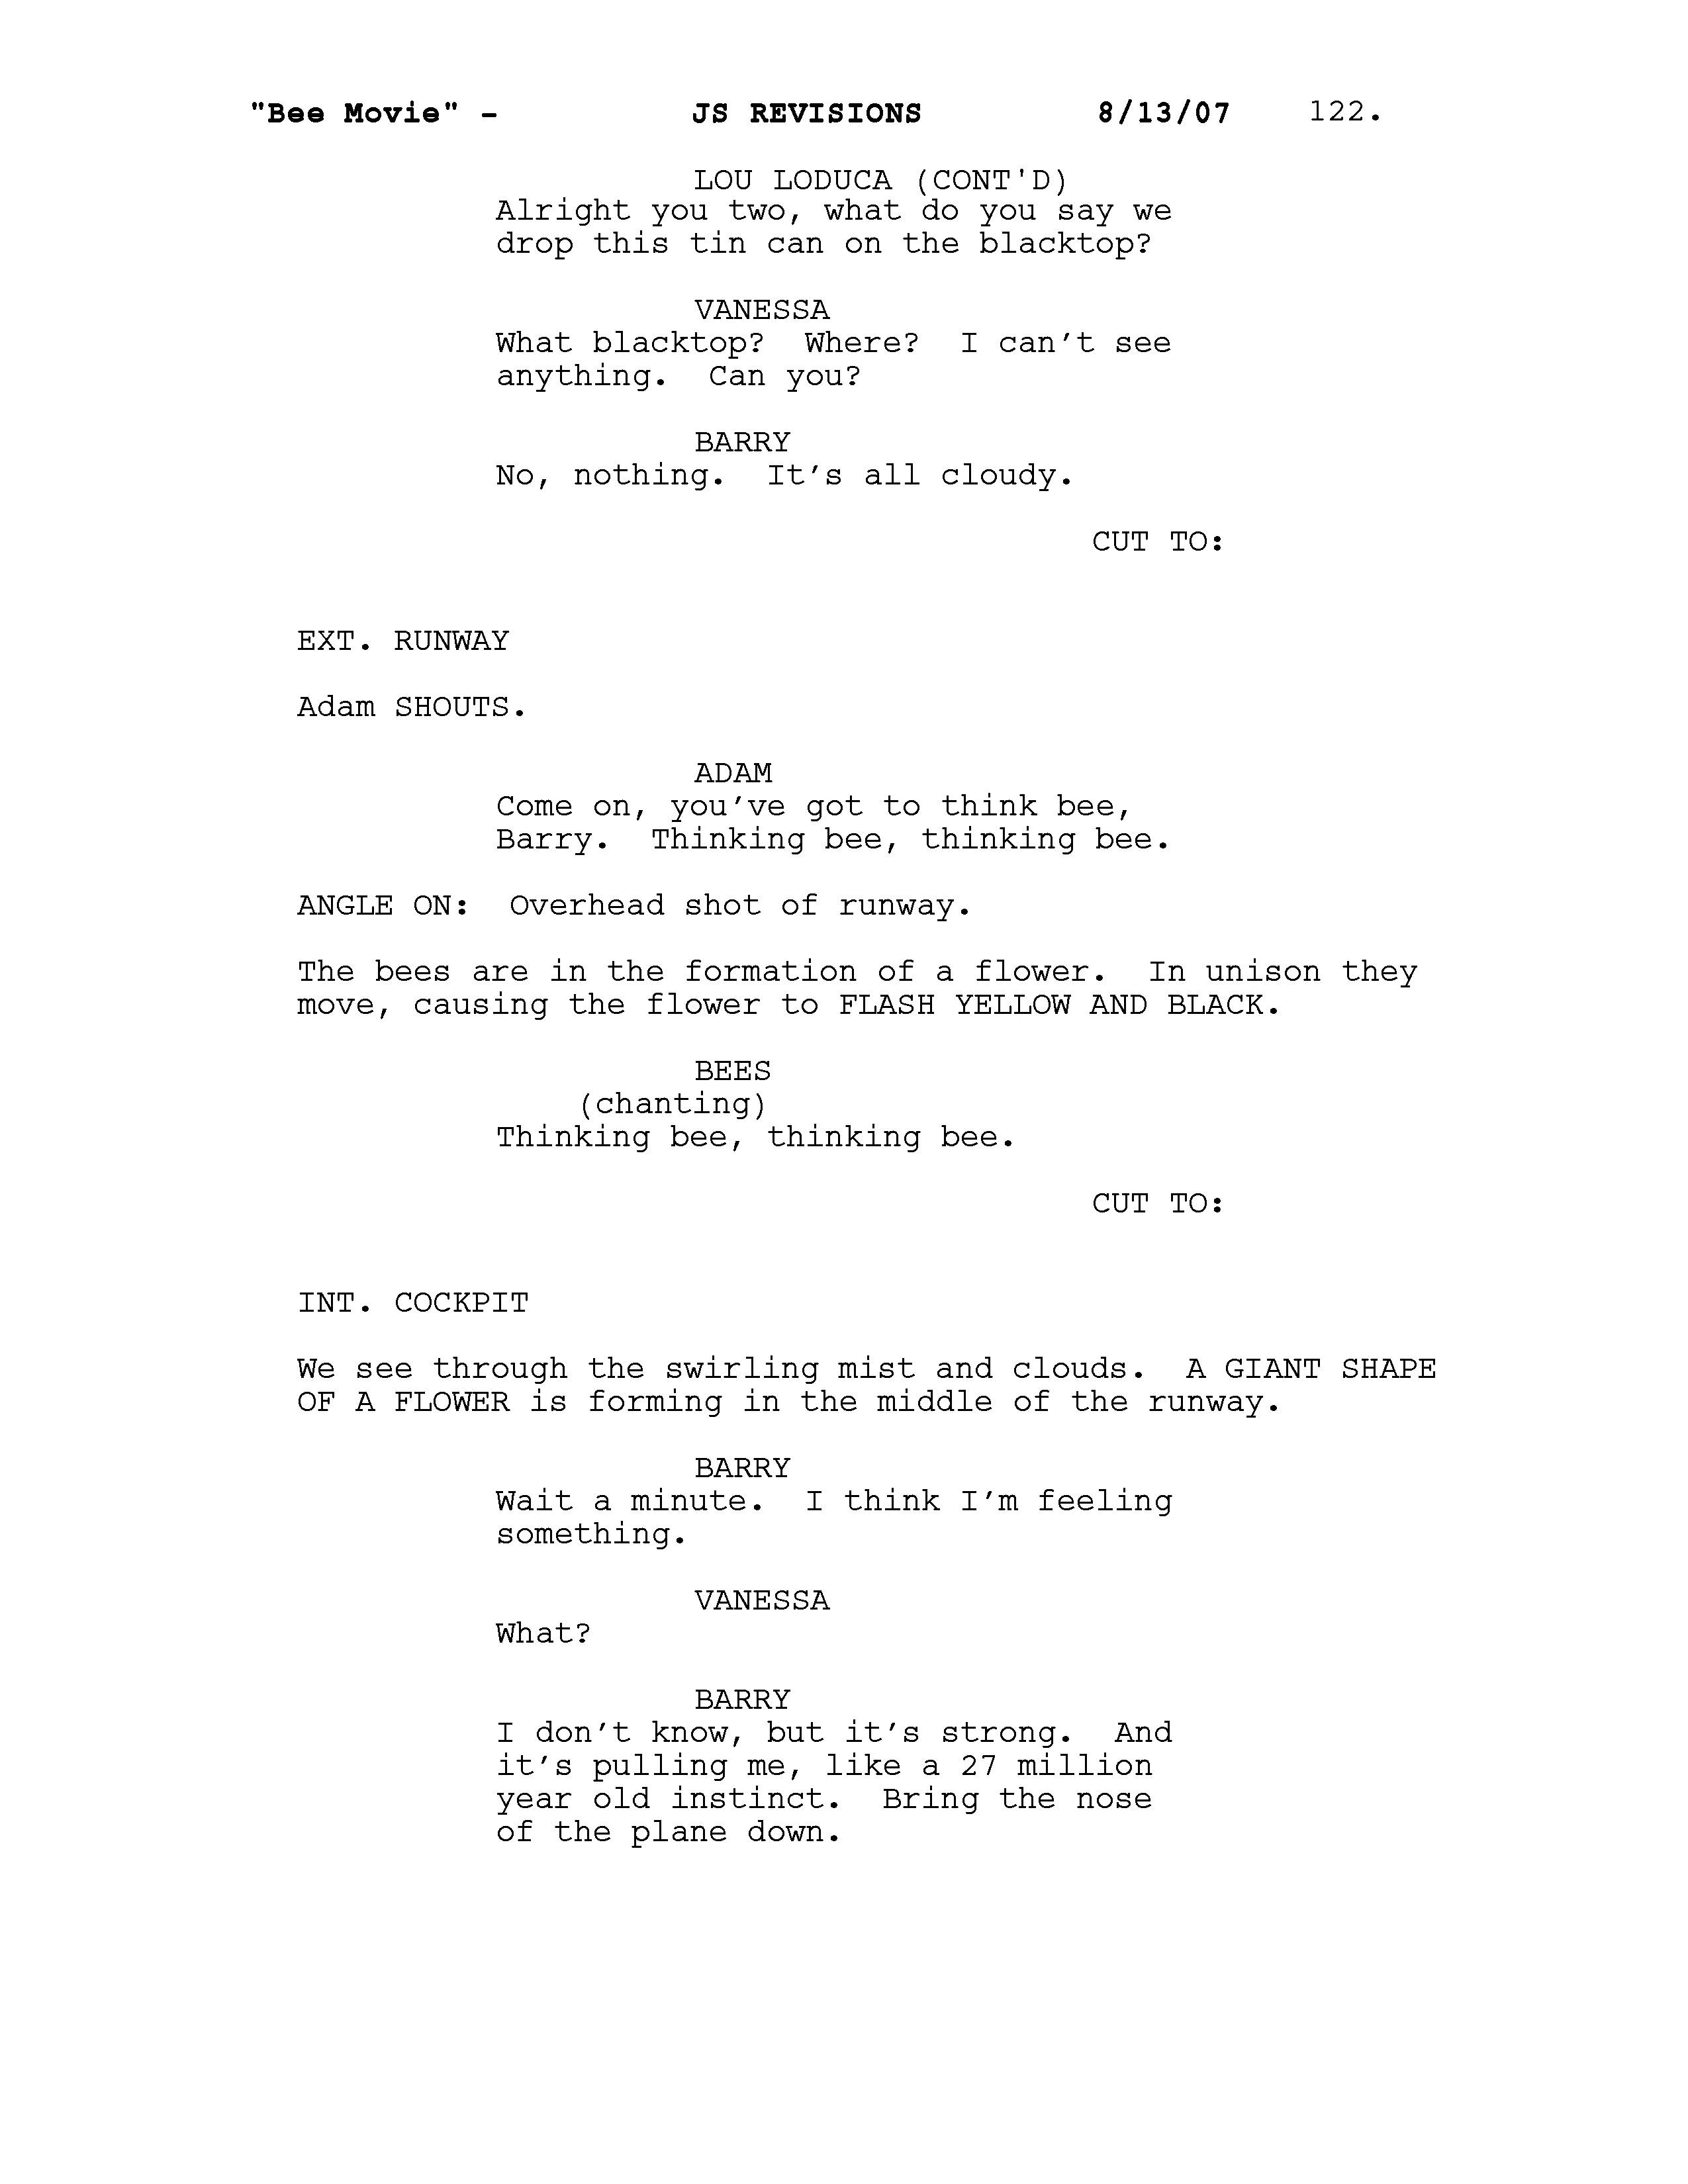 "Bee Movie" - JS REVISIONS 8/13/07 122.
LOU LODUCA (CONT'D)
Alright you two, what do you say we
drop this tin can on the blacktop?
VANESSA
What blacktop? Where? I can’t see
anything. Can you?
BARRY
No, nothing. It’s all cloudy.
CUT TO:
EXT. RUNWAY
Adam SHOUTS.
ADAM
Come on, you’ve got to think bee,
Barry. Thinking bee, thinking bee.
ANGLE ON: Overhead shot of runway.
The bees are in the formation of a flower. In unison they
move, causing the flower to FLASH YELLOW AND BLACK.
BEES
(chanting)
Thinking bee, thinking bee.
CUT TO:
INT. COCKPIT
We see through the swirling mist and clouds. A GIANT SHAPE
OF A FLOWER is forming in the middle of the runway.
BARRY
Wait a minute. I think I’m feeling
something.
VANESSA
What?
BARRY
I don’t know, but it’s strong. And
it’s pulling me, like a 27 million
year old instinct. Bring the nose
of the plane down.